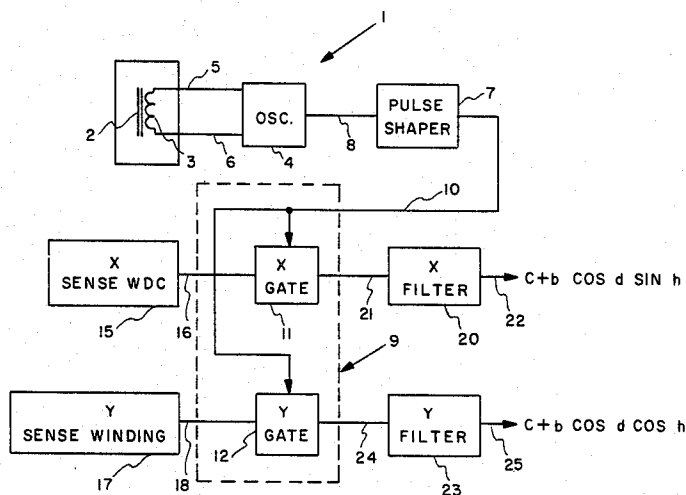 1
5
OSC.
PULSE
SHAPER
7
2
3
6
4
8
10
X
SENSE WDC
X
GATE
X
FILTER
C+b COS d SIN h
15
16
11
21
20
22
9
Y
SENSE WINDING
Y
GATE
Y
FILTER
C+b COS d COS h
17
18
12
24
23
25